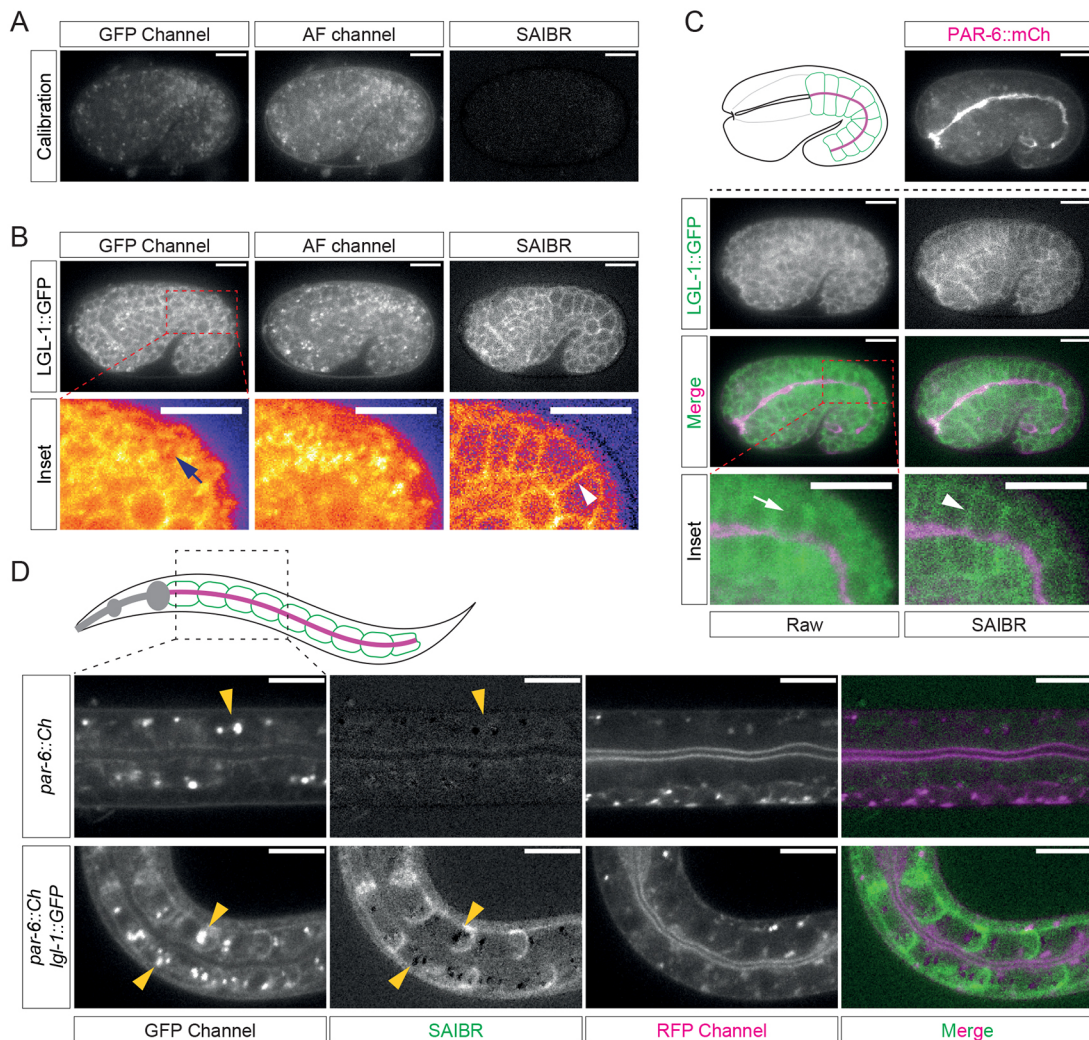 A
GFP Channel
AF channel
SAIBR
Calibration
B
GFP Channel
AF channel
SAIBR
LGL-1::GFP
Inset
C
PAR-6::mCh
LGL-1::GFP
Merge
Inset
Raw
SAIBR
D
par-6::Ch
par-6::Ch
lgl-1::GFP
GFP Channel
SAIBR
RFP Channel
Merge